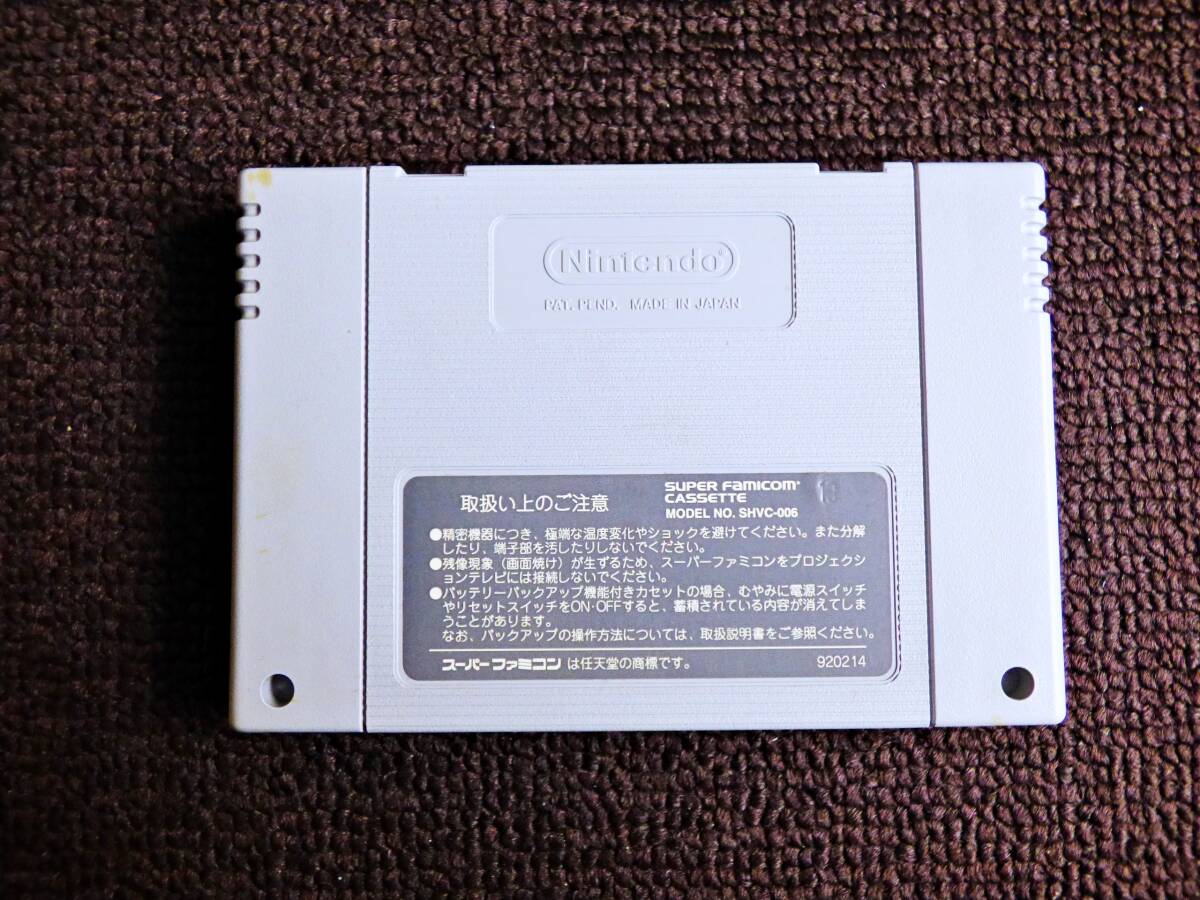 Nintendo®
PAT. PEND. MADE IN JAPAN
取扱い上のご注意
SUPER FAMICOM®
CASSETTE
MODEL NO. SHVC-006
13
●精密機器につき、極端な温度変化やショックを避けてください。また分解
したり、端子部を汚したりしないでください。
●残像現象（画面焼け）が生ずるため、スーパーファミコンをプロジェクシ
ョンテレビには接続しないでください。
●バッテリーバックアップ機能付きカセットの場合、むやみに電源スイッチ
やリセットスイッチをON·OFFすると、蓄積されている内容が消えてしま
うことがあります。
なお、バックアップの操作方法については、取扱説明書をご参照ください。
スーパーファミコンは任天堂の商標です。
920214